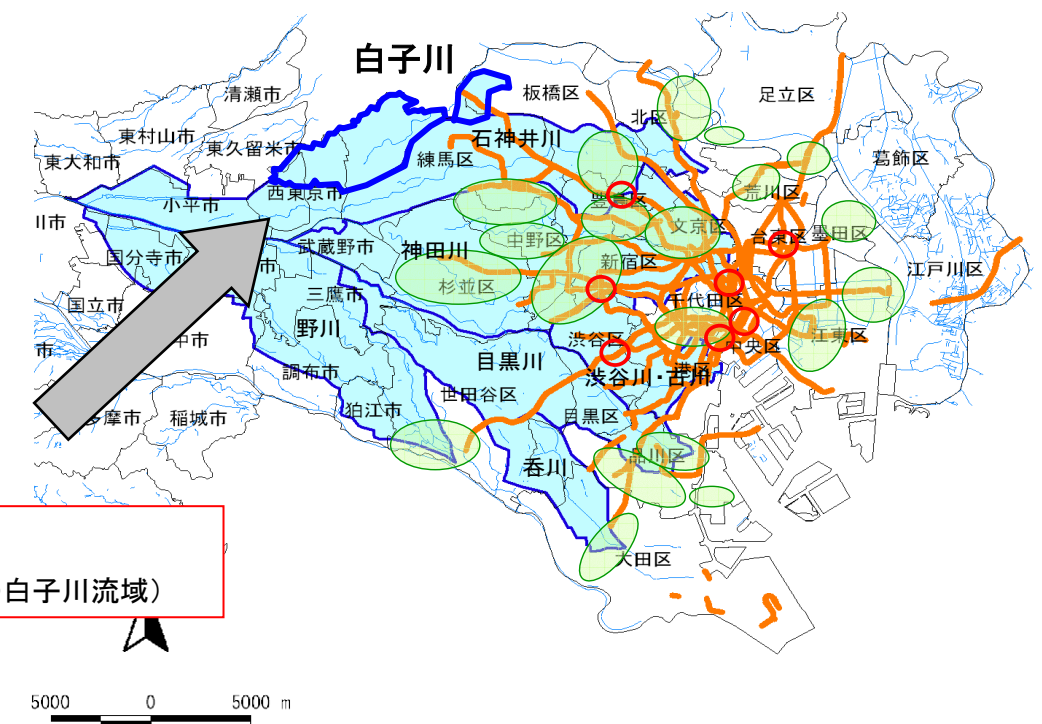 白子川
清瀬市
板橋区
足立区
北区
東村山市
東久留米市
石神井川
東大和市
練馬区
葛飾区
西東京市
荒川区
小平市
川市
文京区
台東区
墨田区
武蔵野市
神田川
中野区
国分寺市
新宿区
江戸川区
市
杉並区
三鷹市
千代田区
国立市
野川
江東区
中市
渋谷区
中央区
市
目黒川
調布市
渋谷川・古川
港区
世田谷区
狛江市
目黒区
多摩市
稲城市
品川区
呑川
大田区
白子川流域)
5000 0 5000 m